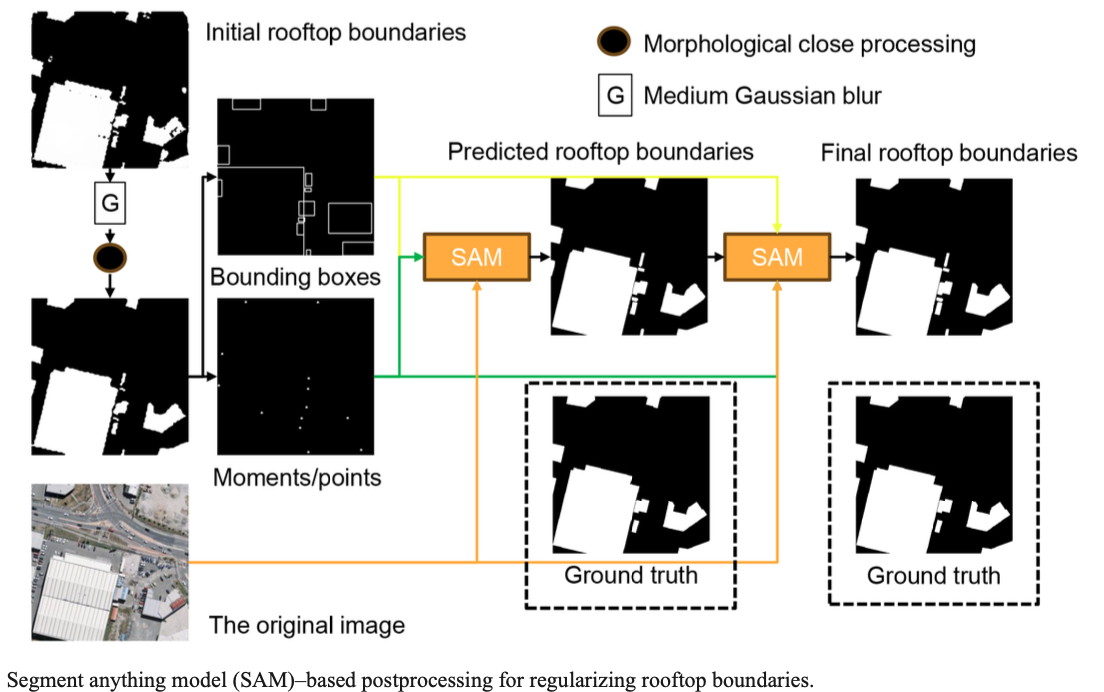 Initial rooftop boundaries
Morphological close processing
G Medium Gaussian blur
Predicted rooftop boundaries
Final rooftop boundaries
G
SAM
SAM
Bounding boxes
Moments/points
Ground truth
Ground truth
The original image
Segment anything model (SAM)–based postprocessing for regularizing rooftop boundaries.